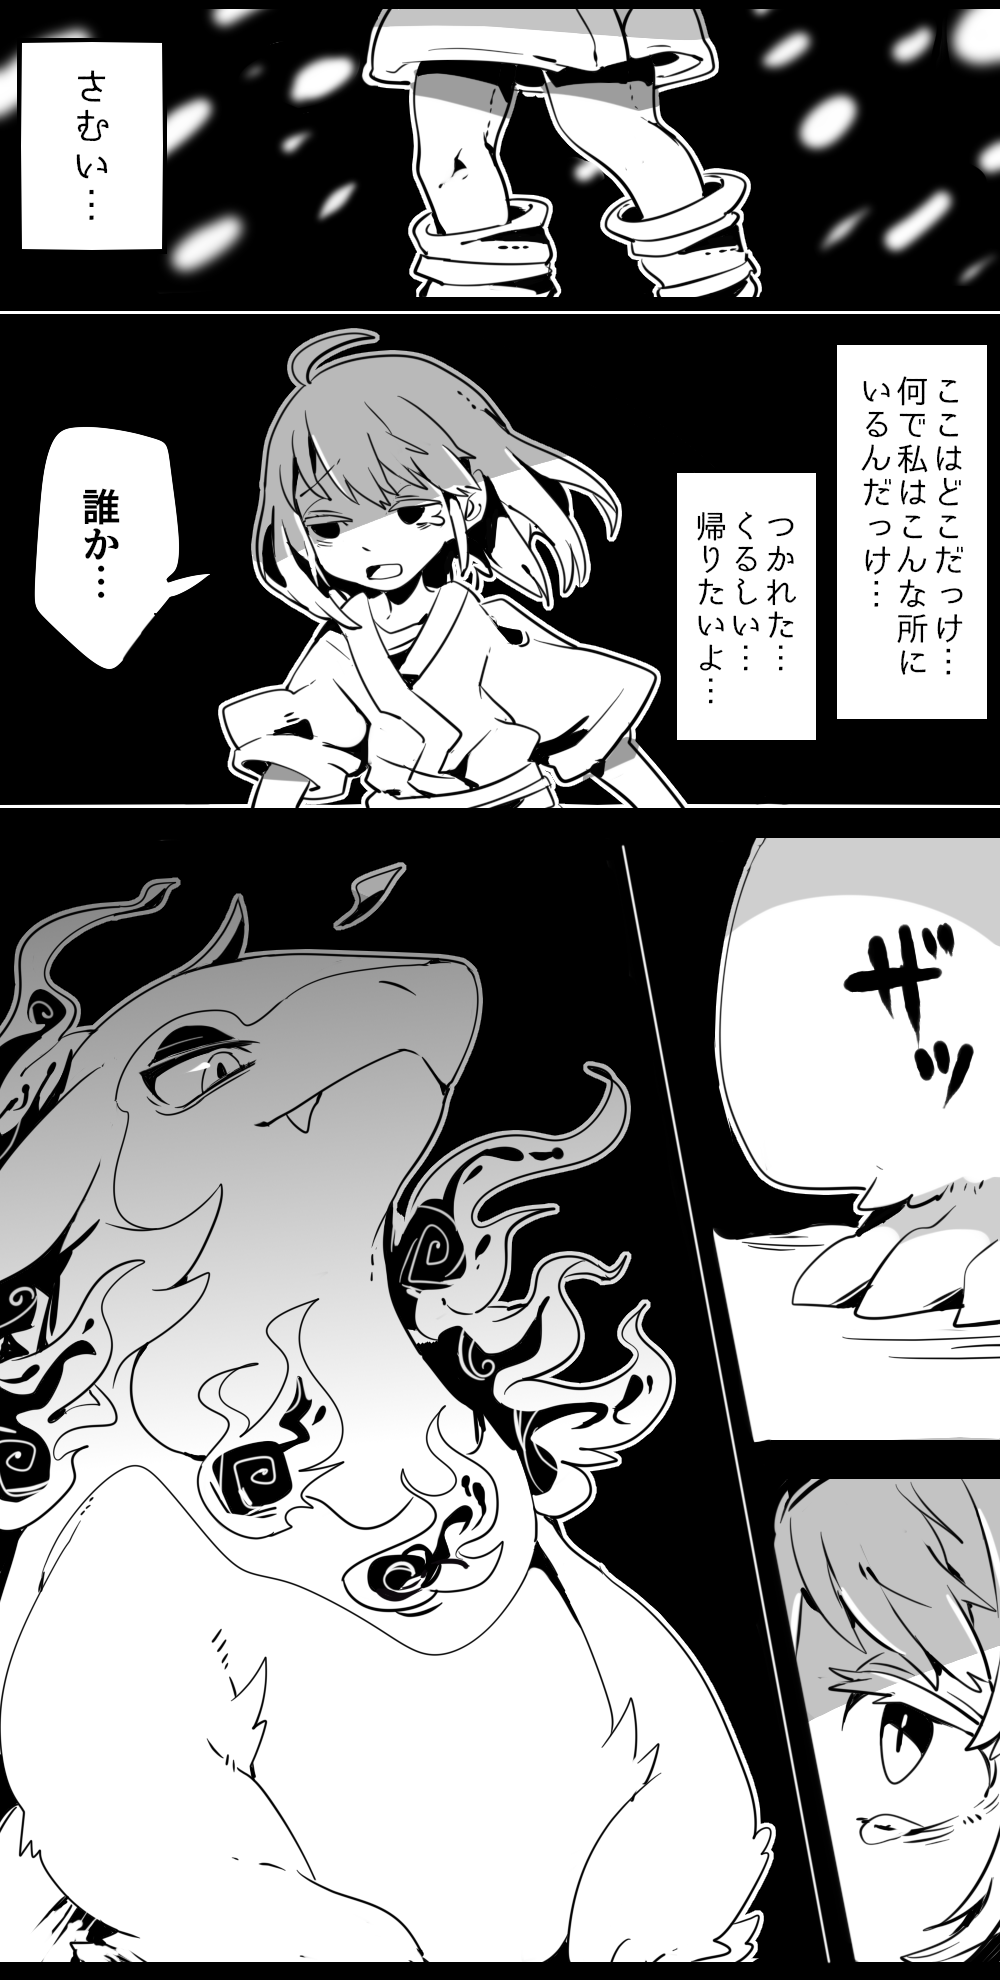 さむい…
ここはどこだっけ…
何で私はこんな所に
いるんだっけ…
つかれた…
くるしい…
帰りたいよ…
誰か…
ザッ